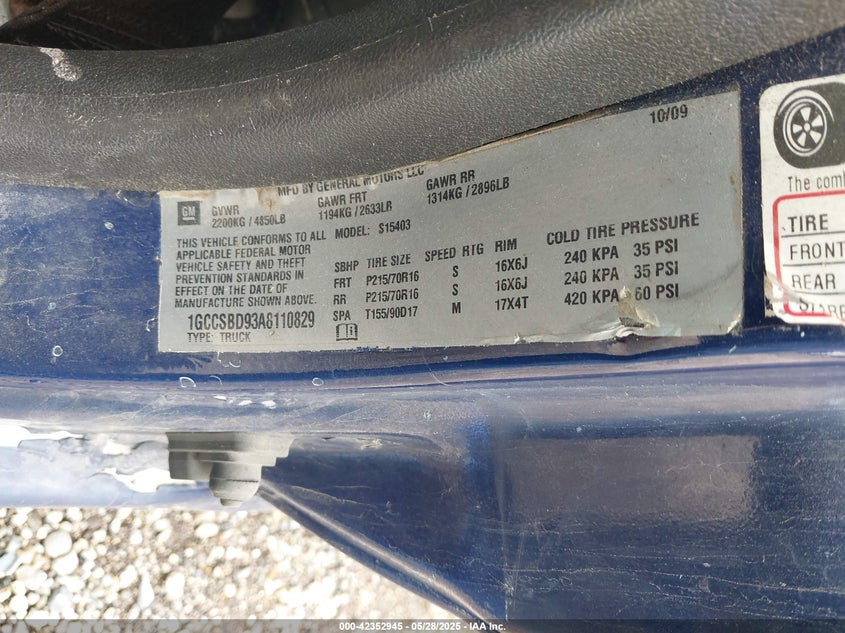 10/09
MFD BY GENERAL MOTORS LLC
GM
GVWR GAWR FRT GAWR RR
2200KG / 4850LB 1194KG / 2633LB 1314KG / 2896LB
THIS VEHICLE CONFORMS TO ALL MODEL: S15403
APPLICABLE FEDERAL MOTOR
VEHICLE SAFETY AND THEFT
PREVENTION STANDARDS IN
EFFECT ON THE DATE OF
MANUFACTURE SHOWN ABOVE.
1GCCSBD93A8110829
TYPE: TRUCK
SBHP TIRE SIZE SPEED RTG RIM COLD TIRE PRESSURE
FRT P215/70R16 S 16X6J 240 KPA 35 PSI
RR P215/70R16 S 16X6J 240 KPA 35 PSI
SPA T155/90D17 M 17X4T 420 KPA 60 PSI
The comb
TIRE
FRONT
REAR
SPARE
000-42352945 • 05/28/2025 • IAA Inc.